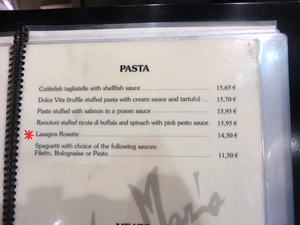 PASTA
Cuttlefish tagliatelle with shellfish sauce 15,65 €
Dolce Vita (truffle stuffed pasta with cream sauce and tartufo) 15,70 €
Paste stuffed with salmon in a prawn sauce 15,95 €
Ravioloni stuffed ricota di buffala and spinach with pink pesto sauce 15,95 €
Lasagna Rosette 14,50 €
Spaguetti with choice of the following sauces:
Filetto, Bolognaise or Pesto 11,50 €